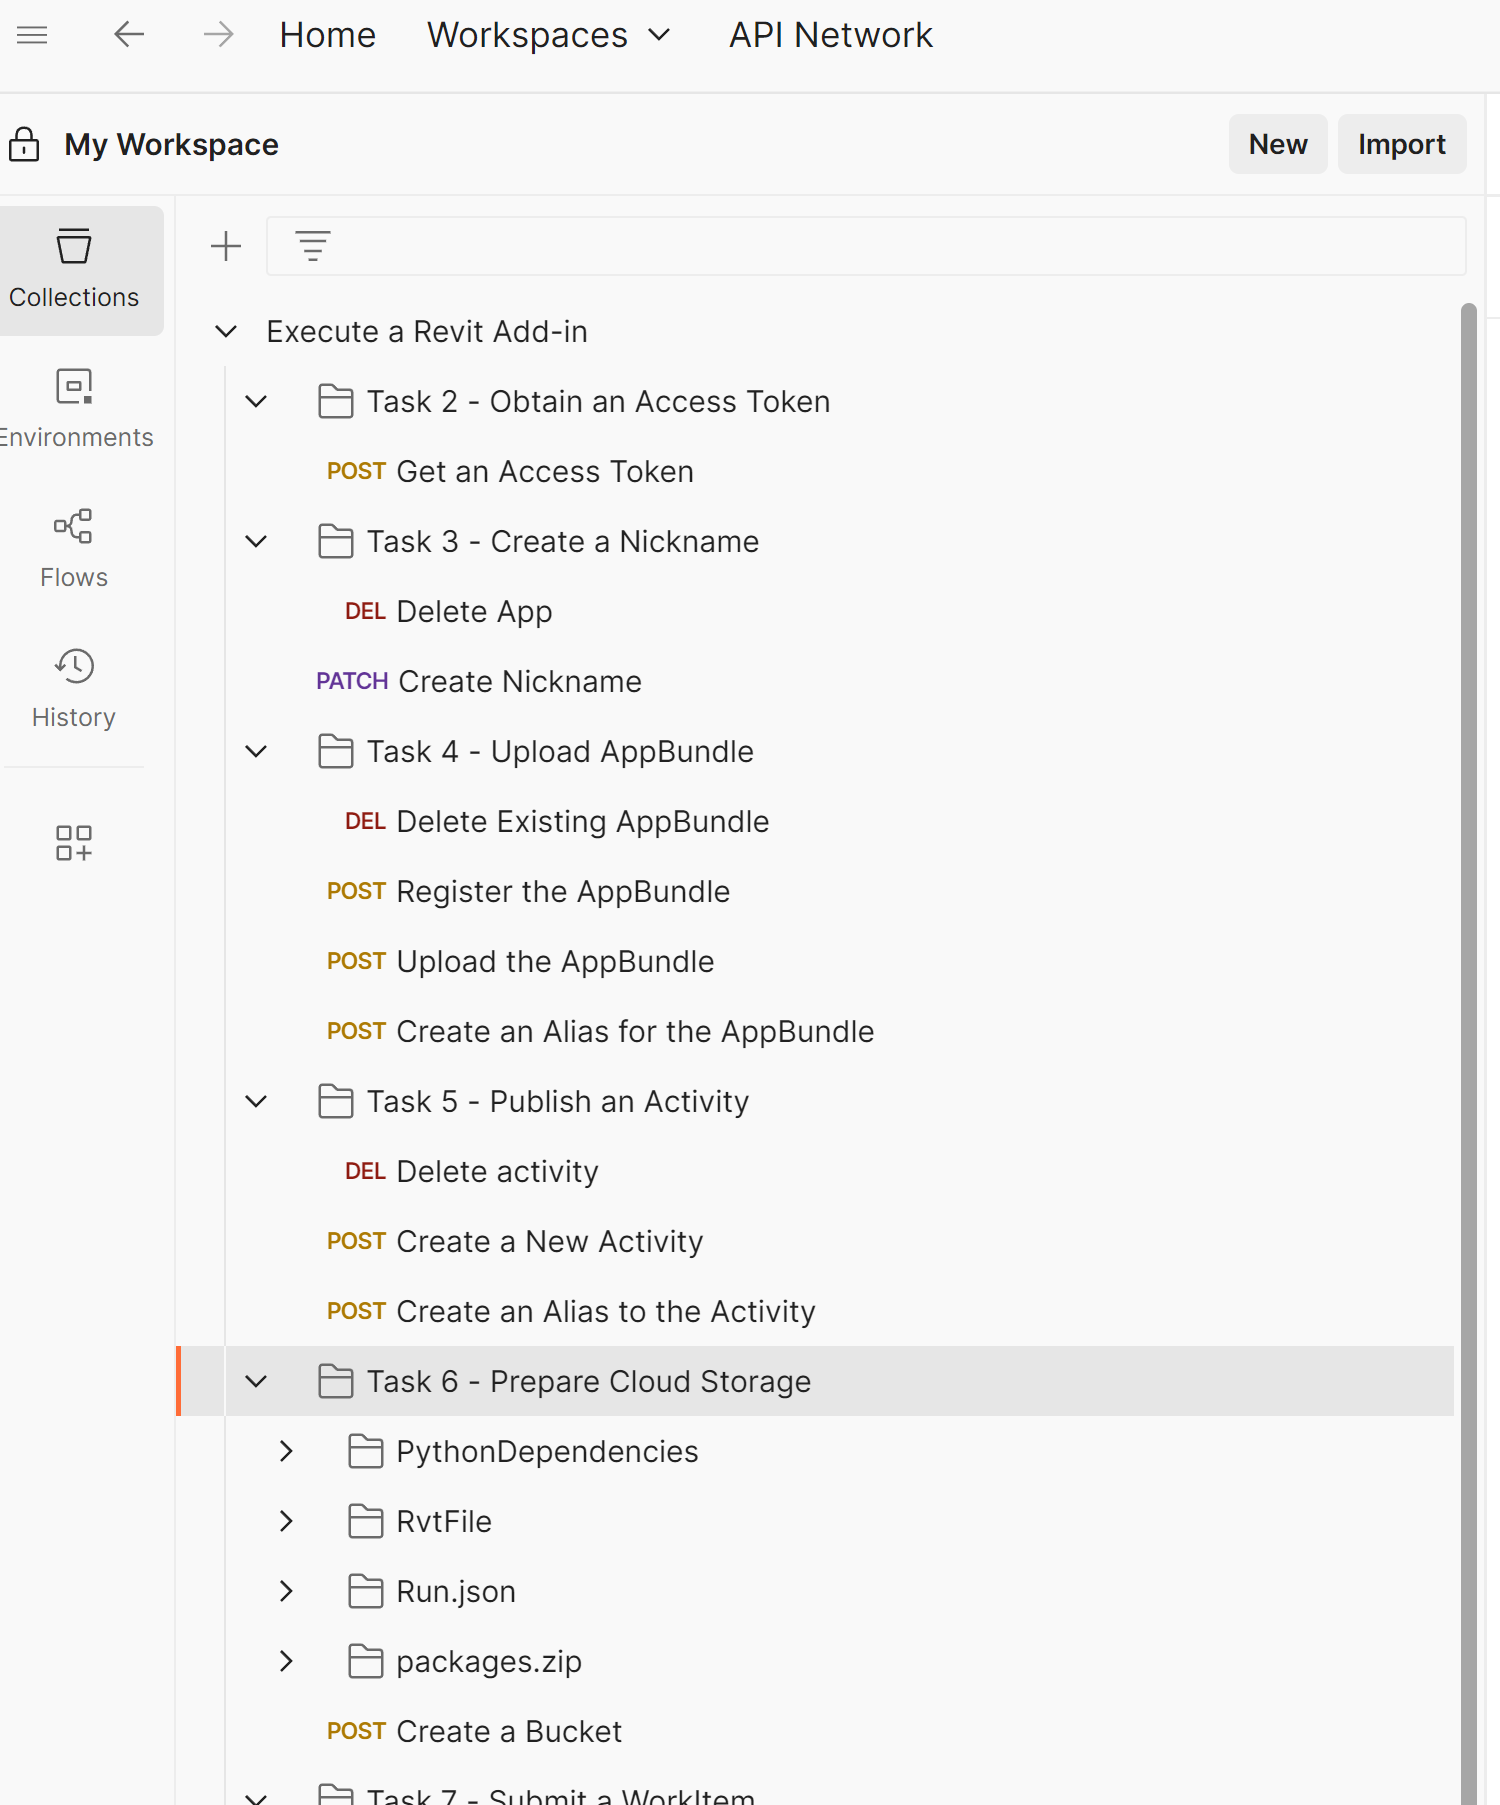 Home Workspaces API Network
My Workspace New Import
Collections
Environments
Flows
History
Execute a Revit Add-in
Task 2 - Obtain an Access Token
POST Get an Access Token
Task 3 - Create a Nickname
DEL Delete App
PATCH Create Nickname
Task 4 - Upload AppBundle
DEL Delete Existing AppBundle
POST Register the AppBundle
POST Upload the AppBundle
POST Create an Alias for the AppBundle
Task 5 - Publish an Activity
DEL Delete activity
POST Create a New Activity
POST Create an Alias to the Activity
Task 6 - Prepare Cloud Storage
PythonDependencies
RvtFile
Run.json
packages.zip
POST Create a Bucket
Task 7 - Submit a WorkItem